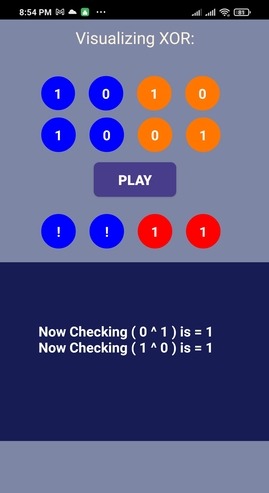 8:54 PM ... 81
Visualizing XOR:
1 0 1 0
1 0 0 1
PLAY
! ! 1 1
Now Checking ( 0 ^ 1 ) is = 1
Now Checking ( 1 ^ 0 ) is = 1